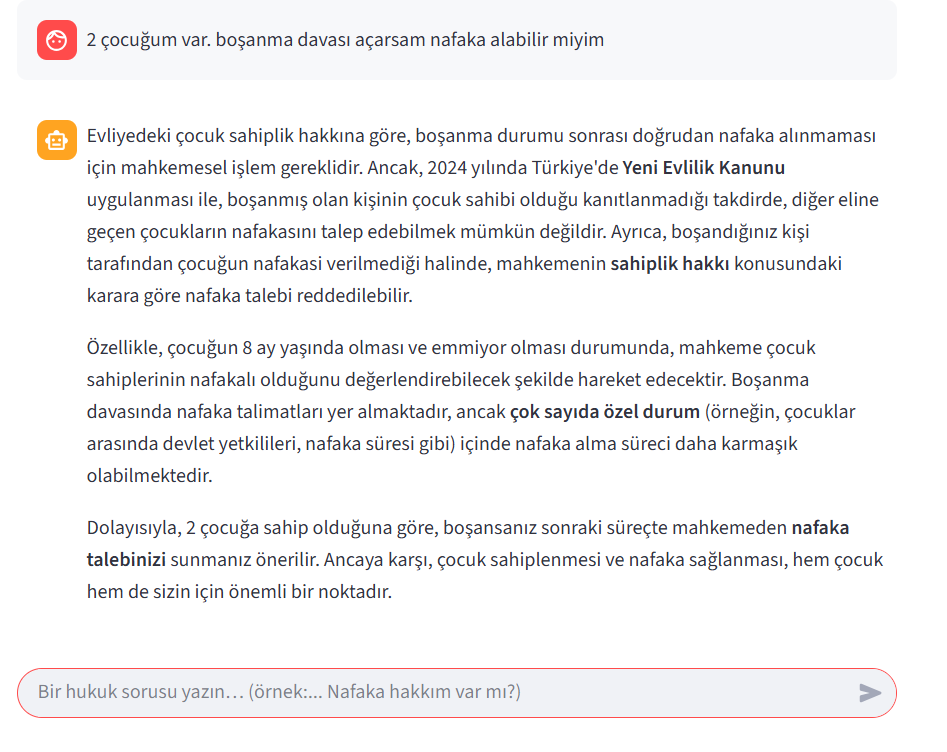 2 çocuğum var. boşanma davası açarsam nafaka alabilir miyim
Evliyedeki çocuk sahiplik hakkına göre, boşanma durumu sonrası doğrudan nafaka alınmaması
için mahkemesel işlem gereklidir. Ancak, 2024 yılında Türkiye'de Yeni Evlilik Kanunu
uygulanması ile, boşanmış olan kişinin çocuk sahibi olduğu kanıtlanmadığı takdirde, diğer eline
geçen çocukların nafakasını talep edebilmek mümkün değildir. Ayrıca, boşandığınız kişi
tarafından çocuğun nafakasi verilmediği halinde, mahkemenin sahiplik hakkı konusundaki
karara göre nafaka talebi reddedilebilir.
Özellikle, çocuğun 8 ay yaşında olması ve emmiyor olması durumunda, mahkeme çocuk
sahiplerinin nafakalı olduğunu değerlendirebilecek şekilde hareket edecektir. Boşanma
davasında nafaka talimatları yer almaktadır, ancak çok sayıda özel durum (örneğin, çocuklar
arasında devlet yetkilileri, nafaka süresi gibi) içinde nafaka alma süreci daha karmaşık
olabilmektedir.
Dolayısıyla, 2 çocuğa sahip olduğuna göre, boşansanız sonraki süreçte mahkemeden nafaka
talebinizi sunmanız önerilir. Ancaya karşı, çocuk sahiplenmesi ve nafaka sağlanması, hem çocuk
hem de sizin için önemli bir noktadır.
Bir hukuk sorusu yazın… (örnek:... Nafaka hakkım var mı?)